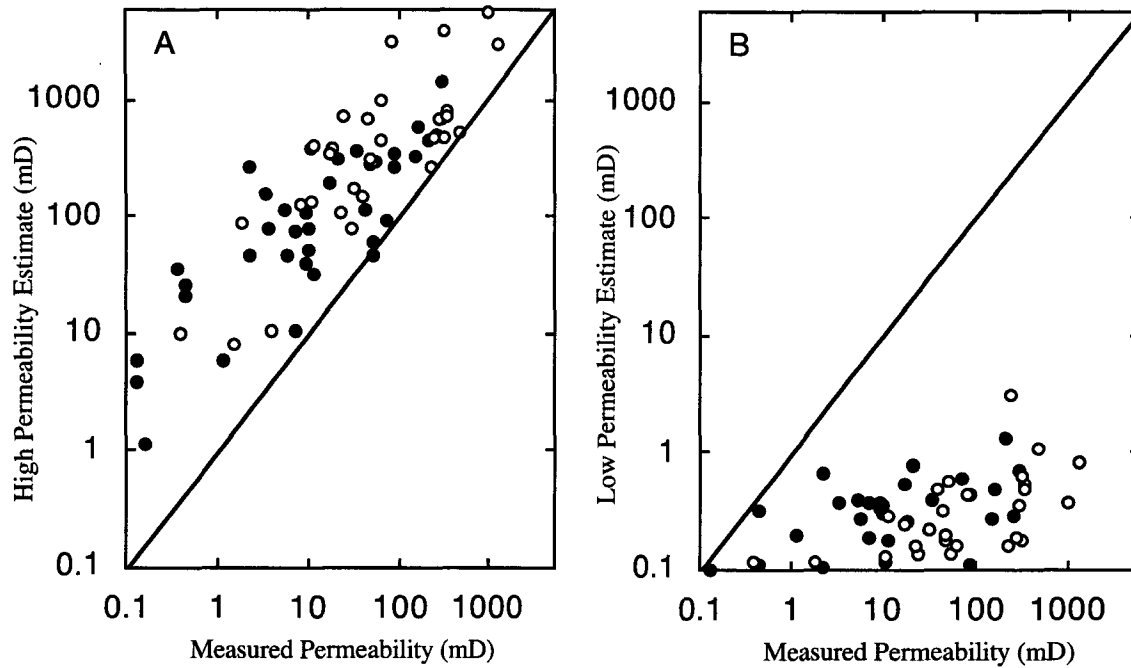 A
High Permeability Estimate (mD)
1000
100
10
1
0.1
0.1 1 10 100 1000
Measured Permeability (mD)
B
Low Permeability Estimate (mD)
1000
100
10
1
0.1
0.1 1 10 100 1000
Measured Permeability (mD)